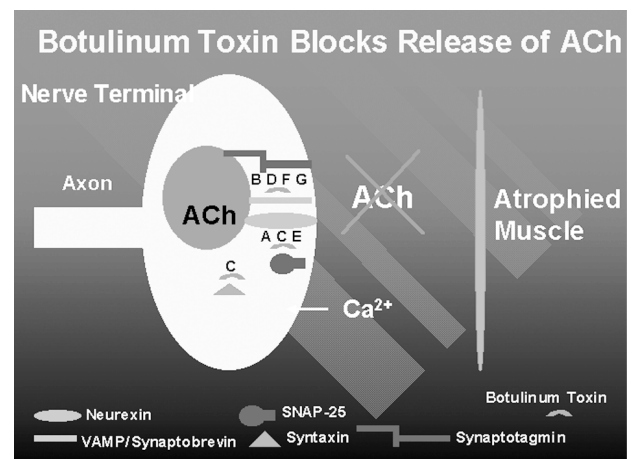 Botulinum Toxin Blocks Release of ACh
Nerve Terminal
Axon
ACh
B D F G
A C E
C
ACh
Atrophied
Muscle
Ca²⁺
Botulinum Toxin
Neurexin
SNAP-25
VAMP/Synaptobrevin
Syntaxin
Synaptotagmin